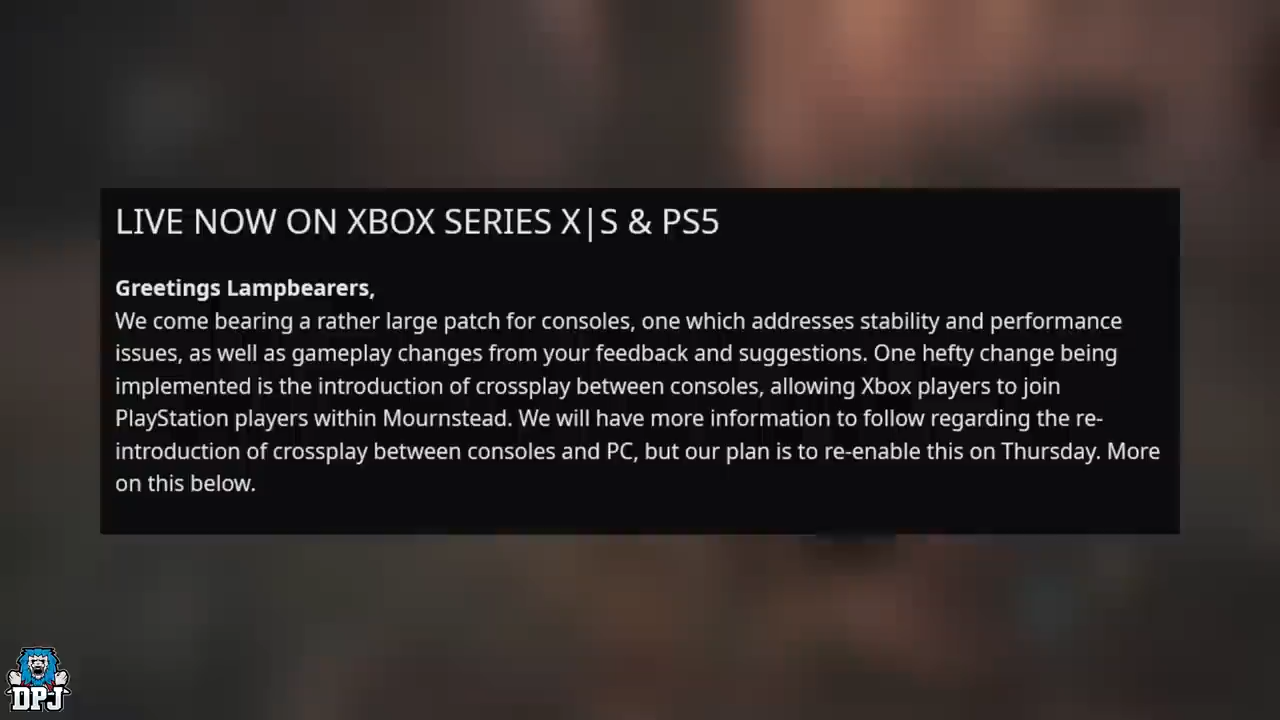 LIVE NOW ON XBOX SERIES X|S & PS5
Greetings Lampbearers,
We come bearing a rather large patch for consoles, one which addresses stability and performance
issues, as well as gameplay changes from your feedback and suggestions. One hefty change being
implemented is the introduction of crossplay between consoles, allowing Xbox players to join
PlayStation players within Mournstead. We will have more information to follow regarding the re-
introduction of crossplay between consoles and PC, but our plan is to re-enable this on Thursday. More
on this below.
DPJ